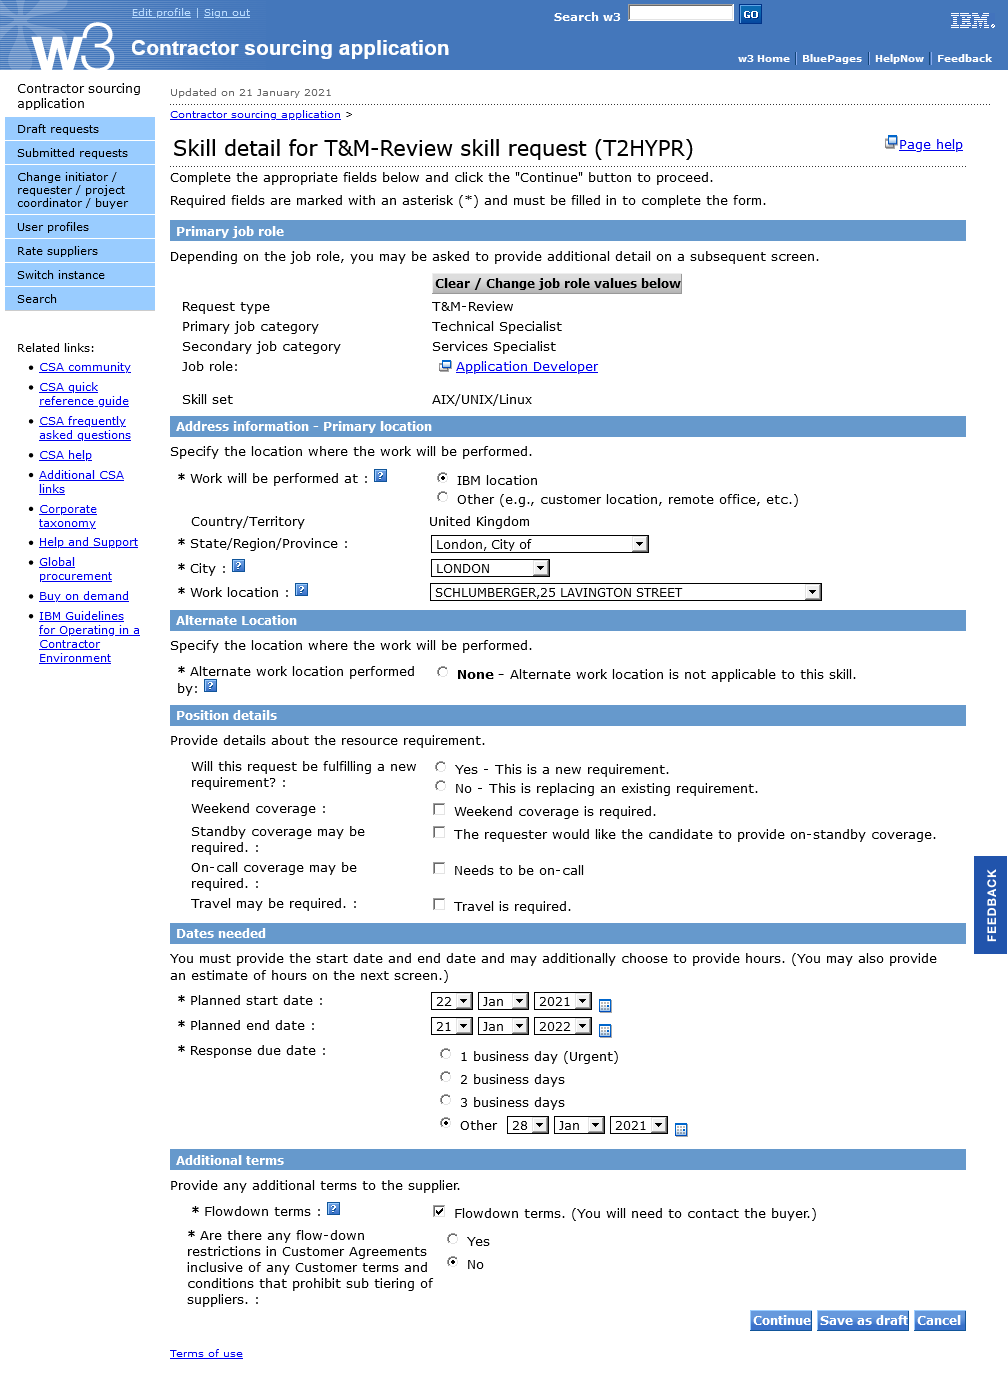 Edit profile | Sign out
Search w3
GO
IBM.
w3
Contractor sourcing application
w3 Home
BluePages
HelpNow
Feedback
Contractor sourcing
application
Draft requests
Submitted requests
Change initiator /
requester / project
coordinator / buyer
User profiles
Rate suppliers
Switch instance
Search
Related links:
• CSA community
• CSA quick
reference guide
• CSA frequently
asked questions
• CSA help
• Additional CSA
links
• Corporate
taxonomy
• Help and Support
• Global
procurement
• Buy on demand
• IBM Guidelines
for Operating in a
Contractor
Environment
Updated on 21 January 2021
Contractor sourcing application >
Skill detail for T&M-Review skill request (T2HYPR)
Page help
Complete the appropriate fields below and click the "Continue" button to proceed.
Required fields are marked with an asterisk (*) and must be filled in to complete the form.
Primary job role
Depending on the job role, you may be asked to provide additional detail on a subsequent screen.
Clear / Change job role values below
Request type T&M-Review
Primary job category Technical Specialist
Secondary job category Services Specialist
Job role: Application Developer
Skill set AIX/UNIX/Linux
Address information - Primary location
Specify the location where the work will be performed.
* Work will be performed at : ? IBM location
Other (e.g., customer location, remote office, etc.)
Country/Territory United Kingdom
* State/Region/Province : London, City of
* City : ? LONDON
* Work location : ? SCHLUMBERGER,25 LAVINGTON STREET
Alternate Location
Specify the location where the work will be performed.
* Alternate work location performed
by: ?
None - Alternate work location is not applicable to this skill.
Position details
Provide details about the resource requirement.
Will this request be fulfilling a new
requirement? :
Yes - This is a new requirement.
No - This is replacing an existing requirement.
Weekend coverage : Weekend coverage is required.
Standby coverage may be
required. :
The requester would like the candidate to provide on-standby coverage.
On-call coverage may be
required. :
Needs to be on-call
Travel may be required. : Travel is required.
Dates needed
You must provide the start date and end date and may additionally choose to provide hours. (You may also provide
an estimate of hours on the next screen.)
* Planned start date : 22 Jan 2021
* Planned end date : 21 Jan 2022
* Response due date : 1 business day (Urgent)
2 business days
3 business days
Other 28 Jan 2021
Additional terms
Provide any additional terms to the supplier.
* Flowdown terms : ? Flowdown terms. (You will need to contact the buyer.)
* Are there any flow-down
restrictions in Customer Agreements
inclusive of any Customer terms and
conditions that prohibit sub tiering of
suppliers. :
Yes
No
Continue Save as draft Cancel
Terms of use
FEEDBACK